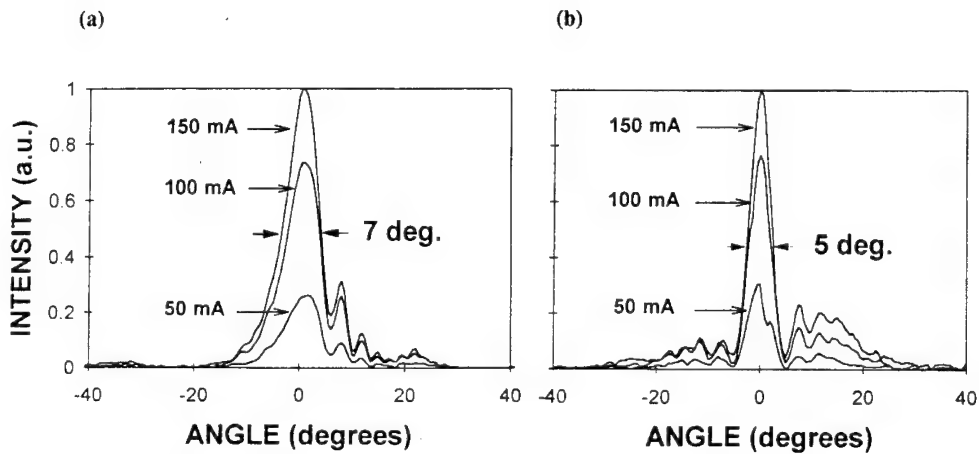 (a)
(b)
INTENSITY (a.u.)
1
0.8
0.6
0.4
0.2
0
150 mA
100 mA
50 mA
7 deg.
-40
-20
0
20
40
ANGLE (degrees)
150 mA
100 mA
50 mA
5 deg.
-40
-20
0
20
40
ANGLE (degrees)